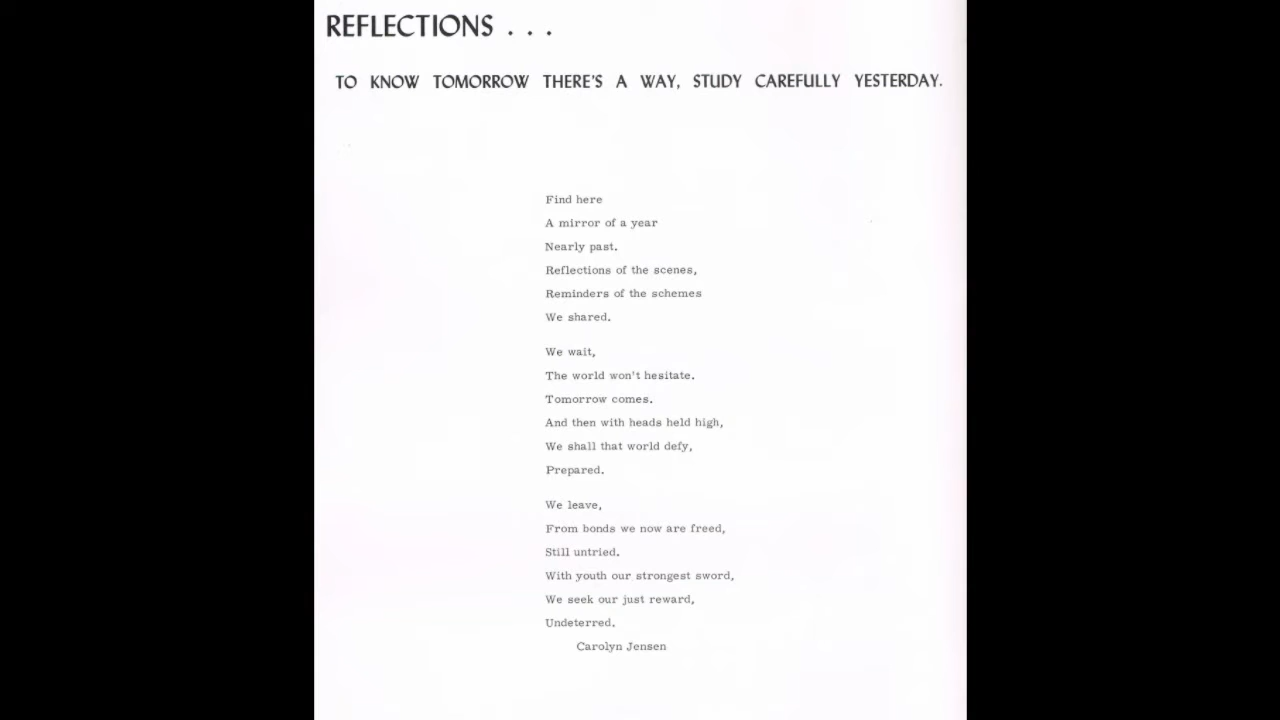 REFLECTIONS . . .
TO KNOW TOMORROW THERE'S A WAY, STUDY CAREFULLY YESTERDAY.
Find here
A mirror of a year
Nearly past.
Reflections of the scenes,
Reminders of the schemes
We shared.
We wait,
The world won't hesitate.
Tomorrow comes.
And then with heads held high,
We shall that world defy,
Prepared.
We leave,
From bonds we now are freed,
Still untried.
With youth our strongest sword,
We seek our just reward,
Undeterred.
Carolyn Jensen